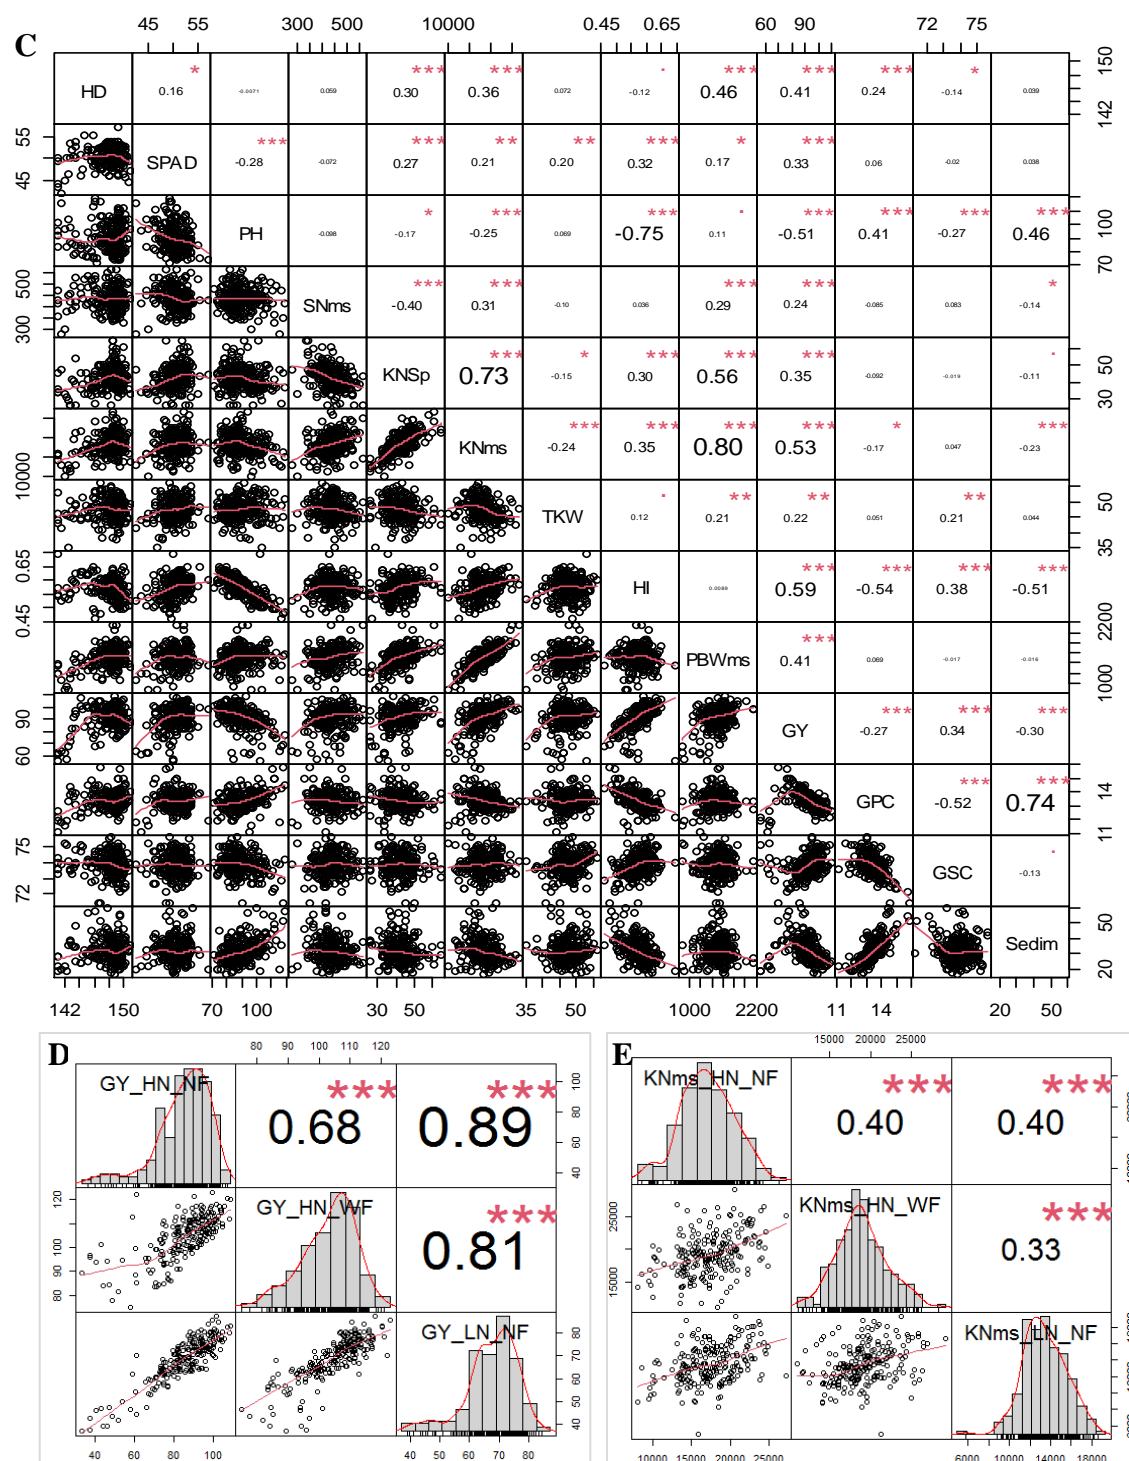 45 55 300 500 10000 0.45 0.65 60 90 72 75
C
HD 0.16 * -0.0071 0.059 0.30 *** 0.36 *** 0.072 -0.12 . 0.46 *** 0.41 *** 0.24 *** -0.14 * 0.039 142 150
45 55 SPAD -0.28 *** -0.072 0.27 *** 0.21 ** 0.20 ** 0.32 *** 0.17 * 0.33 *** 0.06 -0.02 0.038
PH -0.098 -0.17 * -0.25 *** 0.069 -0.75 *** 0.11 . -0.51 *** 0.41 *** -0.27 *** 0.46 *** 70 100
300 500 SNms -0.40 *** 0.31 *** -0.10 0.036 0.29 *** 0.24 *** -0.085 0.083 -0.14 *
KNSp 0.73 *** -0.15 * 0.30 *** 0.56 *** 0.35 *** -0.092 -0.019 -0.11 . 30 50
10000 KNms -0.24 *** 0.35 *** 0.80 *** 0.53 *** -0.17 * 0.047 -0.23 ***
TKW 0.12 . 0.21 ** 0.22 ** 0.051 0.21 ** 0.044 35 50
0.45 0.65 HI 0.0089 0.59 *** -0.54 *** 0.38 *** -0.51 ***
PBWms 0.41 *** 0.069 -0.017 -0.016 1000 2200
60 90 GY -0.27 *** 0.34 *** -0.30 ***
GPC -0.52 *** 0.74 *** 11 14
72 75 GSC -0.13 .
Sedim 20 50
142 150 70 100 30 50 35 50 1000 2200 11 14 20 50
D
80 90 100 110 120
GY_HN_NF 0.68 *** 0.89 *** 40 60 80 100
80 90 100 120 GY_HN_WF 0.81 ***
GY_LN_NF 40 50 60 70 80
40 60 80 100 40 50 60 70 80
E
15000 20000 25000
KNms_HN_NF 0.40 *** 0.40 ***
15000 25000 KNms_HN_WF 0.33 ***
KNms_LN_NF
10000 15000 20000 25000 6000 10000 14000 18000